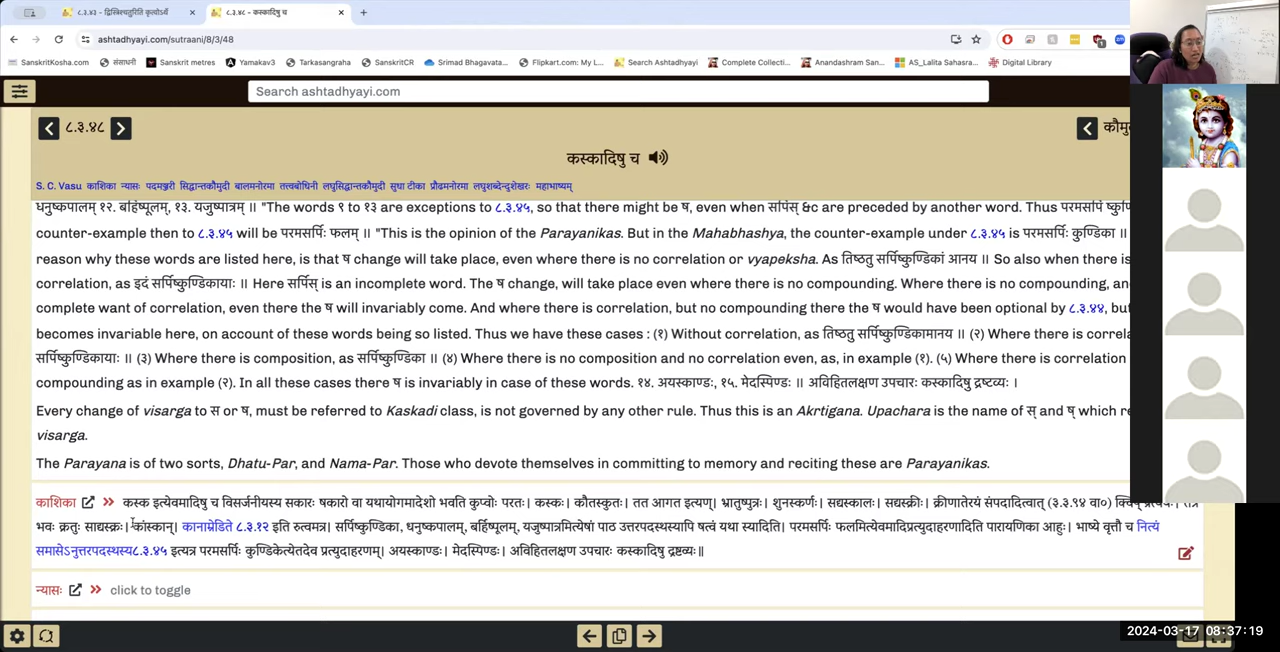 ८.३.४३ - द्विस्त्रिश्चतुरिति कृत्वोऽर्थे
८.३.४८ - कस्कादिषु च
ashtadhyayi.com/sutraani/8/3/48
SanskritKosha.com संसाधनी Sanskrit metres Yamakav3 Tarkasangraha SanskritCR Srimad Bhagavata... Flipkart.com: My L... Search Ashtadhyayi Complete Collecti... Anandashram San... AS_Lalita Sahasra... Digital Library
Search ashtadhyayi.com
८.३.४८ कौमु
कस्कादिषु च
S. C. Vasu काशिका न्यासः पदमञ्जरी सिद्धान्तकौमुदी बालमनोरमा तत्त्वबोधिनी लघुसिद्धान्तकौमुदी सुधा टीका प्रौढमनोरमा लघुशब्देन्दुशेखरः महाभाष्यम्
धनुष्कपालम् १२. बर्हिष्पूलम्, १३. यजुष्पात्रम् ॥ "The words ९ to १३ are exceptions to ८.३.४५, so that there might be ष, even when सर्पिस् &c are preceded by another word. Thus परमसर्पि ष्कुण्
counter-example then to ८.३.४५ will be परमसर्पिः फलम् ॥ "This is the opinion of the Parayanikas. But in the Mahabhashya, the counter-example under ८.३.४५ is परमसर्पिः कुण्डिका ॥
reason why these words are listed here, is that ष change will take place, even where there is no correlation or vyapeksha. As तिष्ठतु सर्पिष्कुण्डिकां आनय ॥ So also when there is
correlation, as इदं सर्पिष्कुण्डिकायाः ॥ Here सर्पिस् is an incomplete word. The ष change, will take place even where there is no compounding. Where there is no compounding, and
complete want of correlation, even there the ष will invariably come. And where there is correlation, but no compounding there the ष would have been optional by ८.३.४४, but
becomes invariable here, on account of these words being so listed. Thus we have these cases : (१) Without correlation, as तिष्ठतु सर्पिष्कुण्डिकामानय ॥ (२) Where there is correla
सर्पिष्कुण्डिकायाः ॥ (३) Where there is composition, as सर्पिष्कुण्डिका ॥ (४) Where there is no composition and no correlation even, as, in example (१). (५) Where there is correlation
compounding as in example (२). In all these cases there ष is invariably in case of these words. १४. अयस्काण्डः, १५. मेदस्पिण्डः ॥ अविहितलक्षण उपचारः कस्कादिषु द्रष्टव्यः ।
Every change of visarga to स or ष, must be referred to Kaskadi class, is not governed by any other rule. Thus this is an Akrtigana. Upachara is the name of स् and ष् which re
visarga.
The Parayana is of two sorts, Dhatu-Par, and Nama-Par. Those who devote themselves in committing to memory and reciting these are Parayanikas.
काशिका कस्क इत्येवमादिषु च विसर्जनीयस्य सकारः षकारो वा यथायोगमादेशो भवति कुप्वोः परतः। कस्कः। कौतस्कुतः। तत आगत इत्यण्। भ्रातुष्पुत्रः। शुनस्कर्णः। सद्यस्कालः। सद्यस्क्रीः। क्रीणातेरयं संपदादित्वात् (३.३.९४ वा०) क्विप्
भवः क्रतुः साद्यस्क्रः। कांस्कान्। कानाम्रेडिते ८.३.१२ इति रुत्वमत्र। सर्पिष्कुण्डिका, धनुष्कपालम्, बर्हिष्पूलम्, यजुष्पात्रमित्येषां पाठ उत्तरपदस्थस्यापि षत्वं यथा स्यादिति। परमसर्पिः फलमित्येवमादिप्रत्युदाहरणादिति पारायणिका आहुः। भाष्ये वृत्तौ च नित्यं
समासेऽनुत्तरपदस्थस्य८.३.४५ इत्यत्र परमसर्पिः कुण्डिकेत्येतदेव प्रत्युदाहरणम्। अयस्काण्डः। मेदस्पिण्डः। अविहितलक्षण उपचारः कस्कादिषु द्रष्टव्यः॥
न्यासः click to toggle
2024-03-17 08:37:19